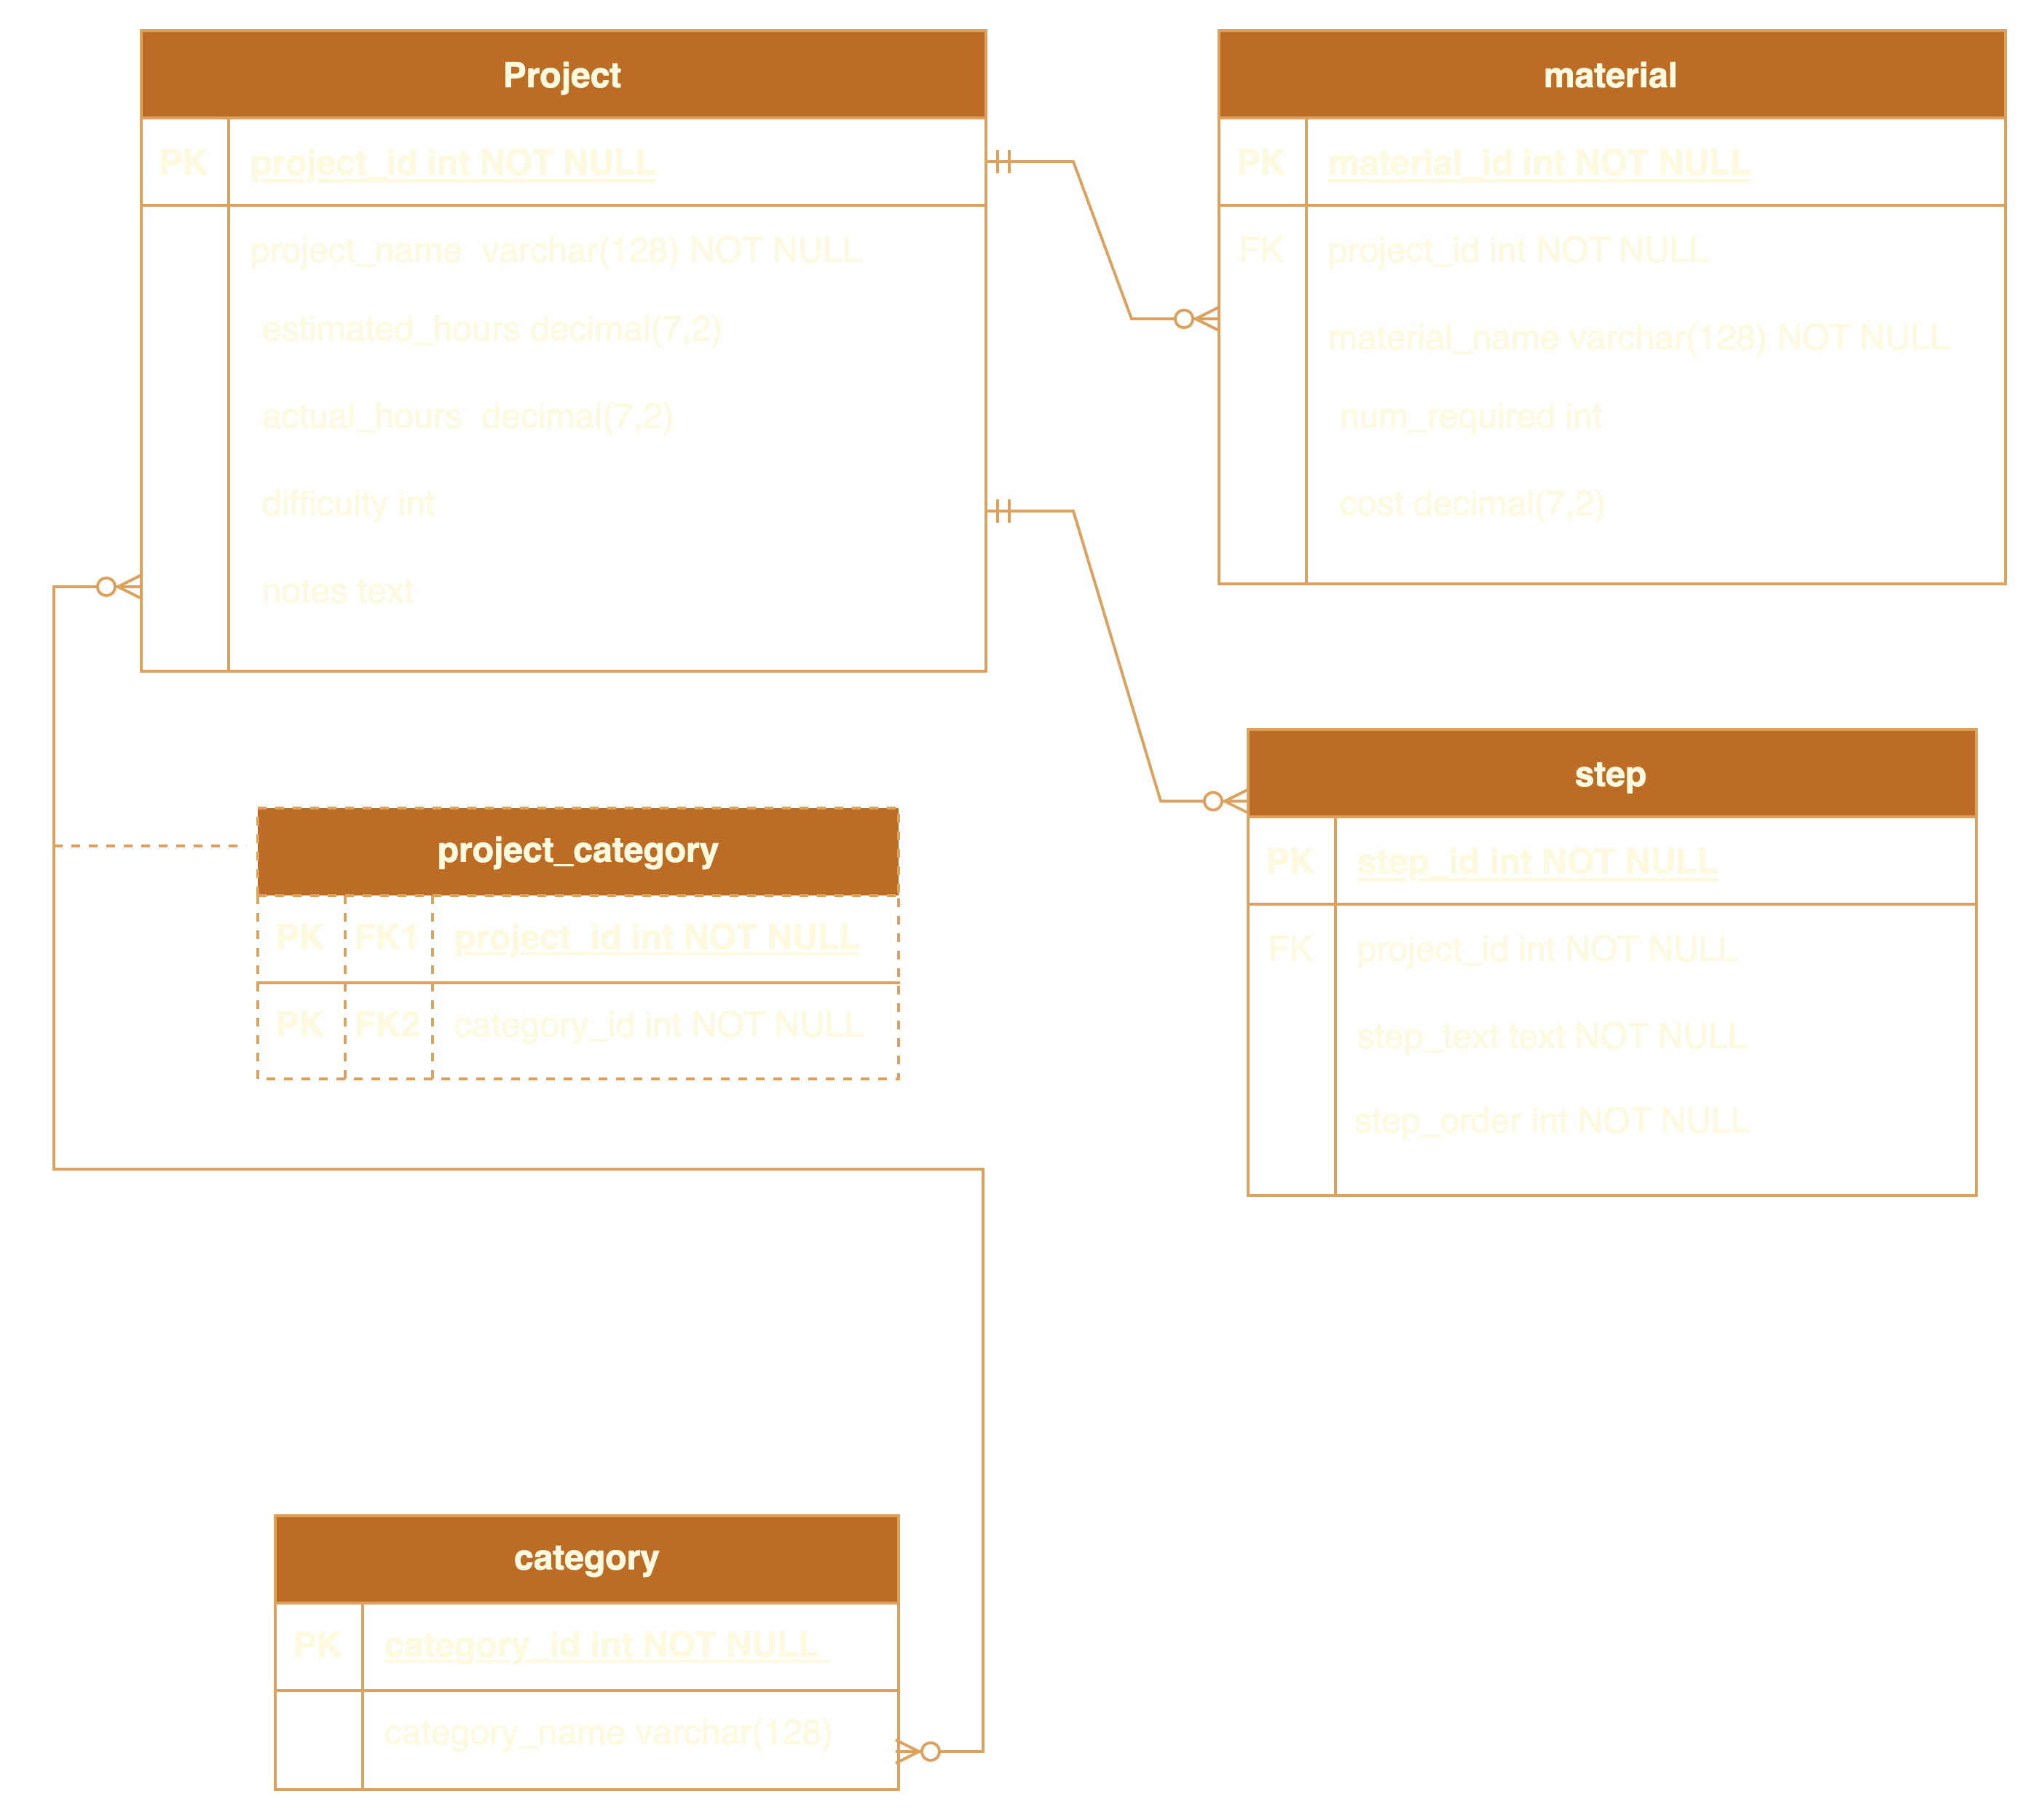 Project
PK project_id int NOT NULL
project_name varchar(128) NOT NULL
estimated_hours decimal(7,2)
actual_hours decimal(7,2)
difficulty int
notes text
material
PK material_id int NOT NULL
FK project_id int NOT NULL
material_name varchar(128) NOT NULL
num_required int
cost decimal(7,2)
step
PK step_id int NOT NULL
FK project_id int NOT NULL
step_text text NOT NULL
step_order int NOT NULL
project_category
PK FK1 project_id int NOT NULL
PK FK2 category_id int NOT NULL
category
PK category_id int NOT NULL
category_name varchar(128)